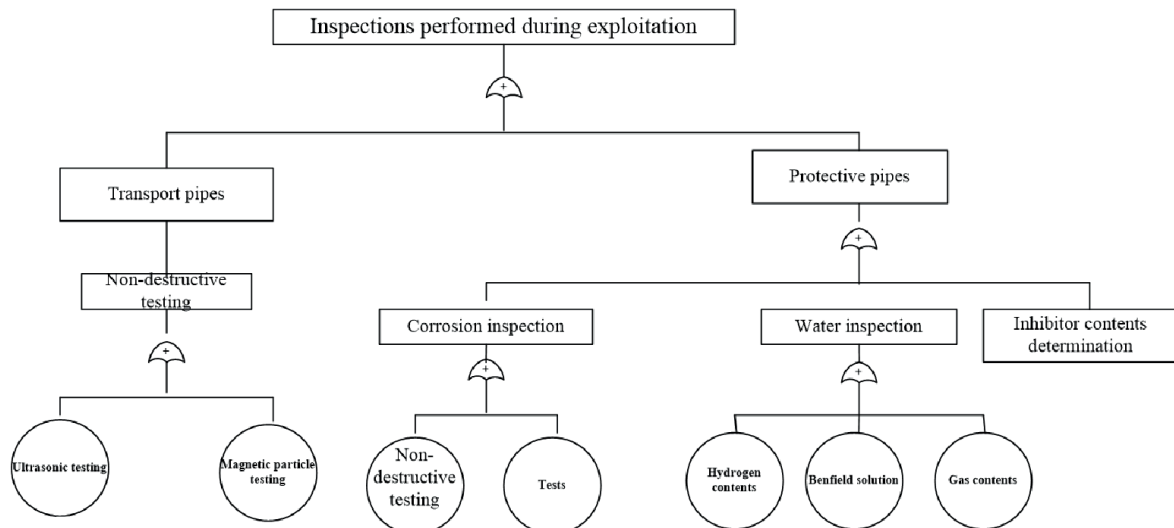 Inspections performed during exploitation
+
Transport pipes
Protective pipes
+
Non-destructive
testing
Corrosion inspection
Water inspection
Inhibitor contents
determination
+
+
+
Ultrasonic testing
Magnetic particle
testing
Non-
destructive
testing
Tests
Hydrogen
contents
Benfield solution
Gas contents